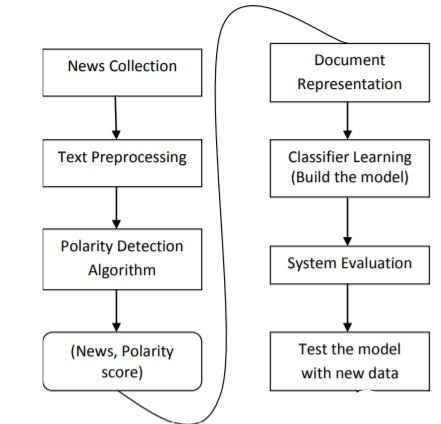 News Collection
Text Preprocessing
Polarity Detection
Algorithm
(News, Polarity
score)
Document
Representation
Classifier Learning
(Build the model)
System Evaluation
Test the model
with new data